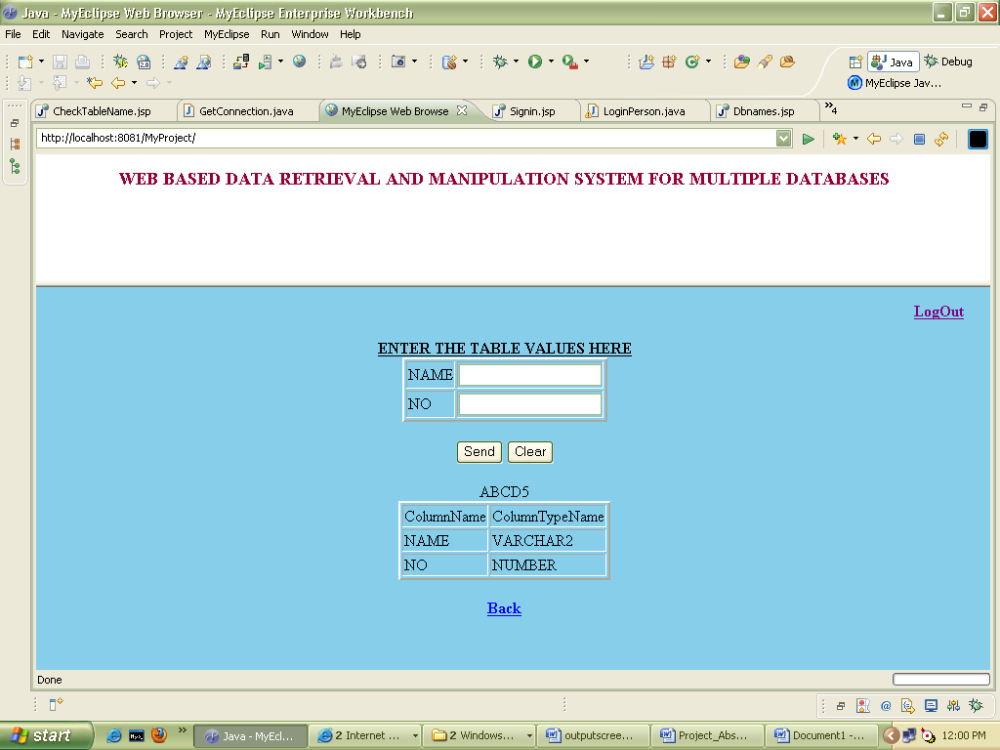 Java - MyEclipse Web Browser - MyEclipse Enterprise Workbench
File Edit Navigate Search Project MyEclipse Run Window Help
Java Debug
MyEclipse Jav...
CheckTableName.jsp GetConnection.java MyEclipse Web Browse Signin.jsp LoginPerson.java Dbnames.jsp »4
http://localhost:8081/MyProject/
WEB BASED DATA RETRIEVAL AND MANIPULATION SYSTEM FOR MULTIPLE DATABASES
LogOut
ENTER THE TABLE VALUES HERE
NAME
NO
Send Clear
ABCD5
ColumnName ColumnTypeName
NAME VARCHAR2
NO NUMBER
Back
Done
start » Java - MyEcl... 2 Internet ... 2 Windows... outputscree... Project_Abs... Document1 -... 12:00 PM